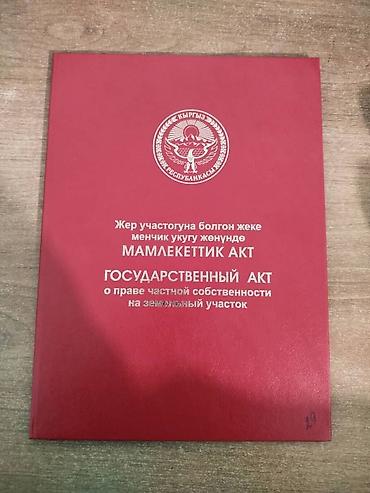 КЫРГЫЗ
РЕСПУБЛИКАСЫ
Жер участогуна болгон жеке
менчик укугу жөнүндө
МАМЛЕКЕТТИК АКТ
ГОСУДАРСТВЕННЫЙ АКТ
о праве частной собственности
на земельный участок